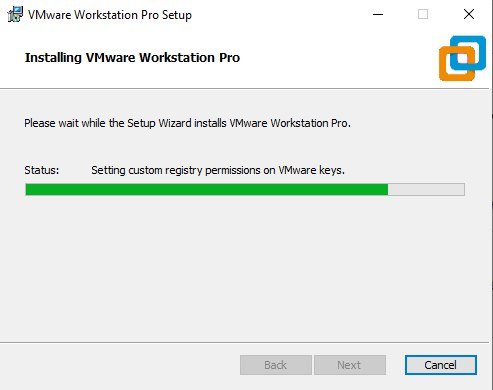 VMware Workstation Pro Setup
Installing VMware Workstation Pro
Please wait while the Setup Wizard installs VMware Workstation Pro.
Status: Setting custom registry permissions on VMware keys.
Back Next Cancel